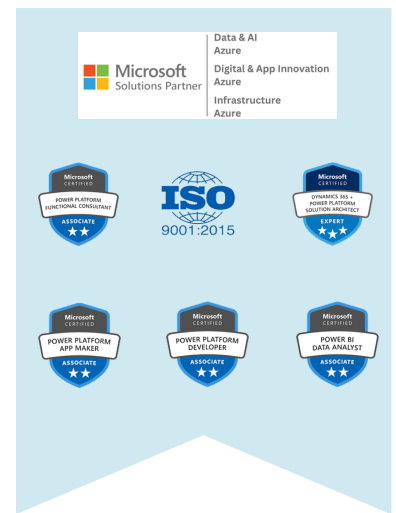 Microsoft
Solutions Partner
Data & AI
Azure
Digital & App Innovation
Azure
Infrastructure
Azure
Microsoft
CERTIFIED
POWER PLATFORM
FUNCTIONAL CONSULTANT
ASSOCIATE
ISO
9001:2015
Microsoft
CERTIFIED
DYNAMICS 365 +
POWER PLATFORM
SOLUTION ARCHITECT
EXPERT
Microsoft
CERTIFIED
POWER PLATFORM
APP MAKER
ASSOCIATE
Microsoft
CERTIFIED
POWER PLATFORM
DEVELOPER
ASSOCIATE
Microsoft
CERTIFIED
POWER BI
DATA ANALYST
ASSOCIATE